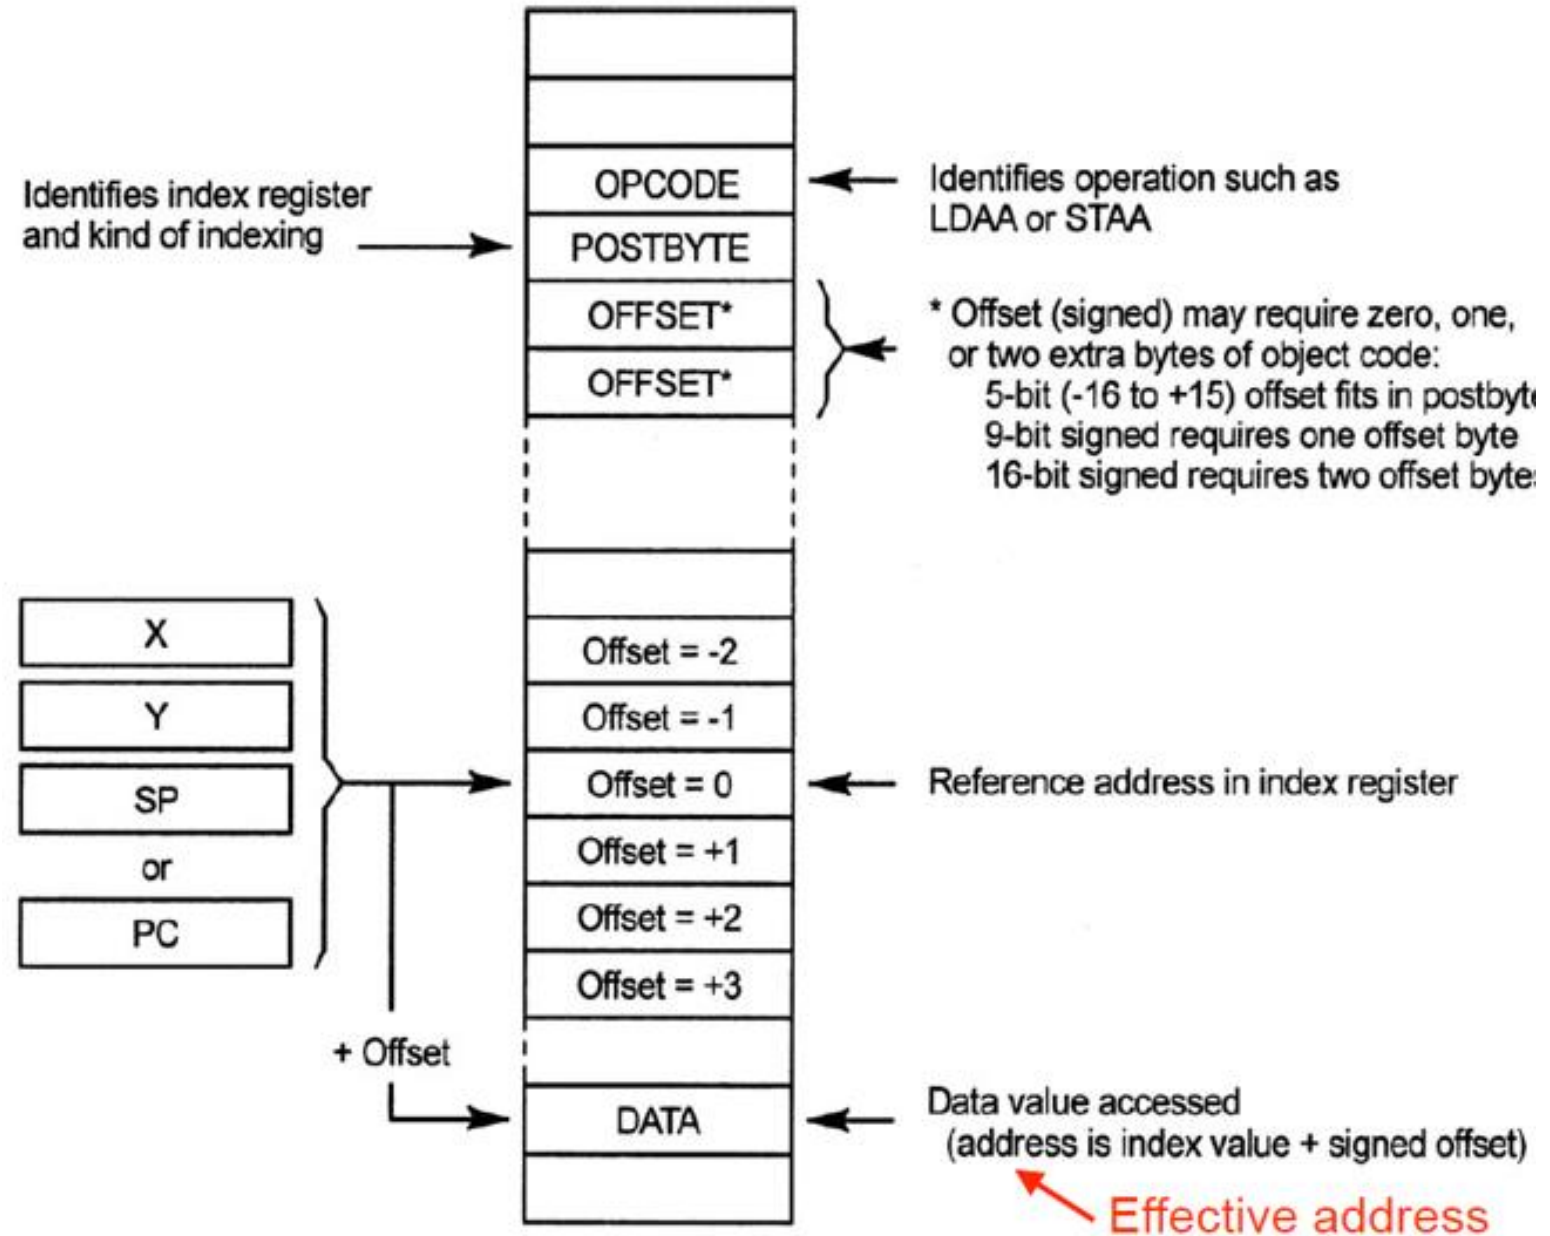 OPCODE
Identifies operation such as
LDAA or STAA
Identifies index register
and kind of indexing
POSTBYTE
OFFSET*
OFFSET*
* Offset (signed) may require zero, one,
or two extra bytes of object code:
5-bit (-16 to +15) offset fits in postbyte
9-bit signed requires one offset byte
16-bit signed requires two offset byte
X
Y
SP
or
PC
Offset = -2
Offset = -1
Offset = 0
Reference address in index register
Offset = +1
Offset = +2
Offset = +3
+ Offset
DATA
Data value accessed
(address is index value + signed offset)
Effective address